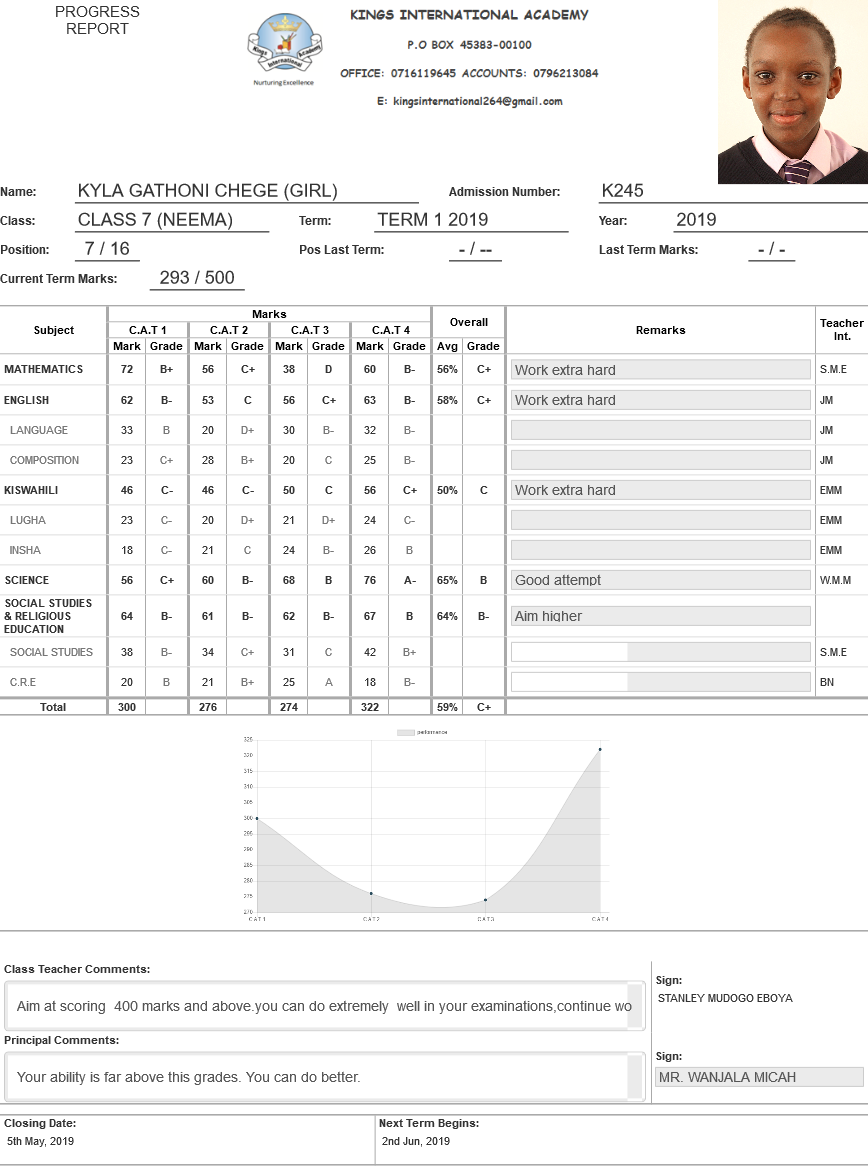 PROGRESS
REPORT
KINGS INTERNATIONAL ACADEMY
P.O BOX 45383-00100
OFFICE: 0716119645 ACCOUNTS: 0796213084
E: kingsinternational264@gmail.com
Kings Academy
International
Nurturing Excellence
Name: KYLA GATHONI CHEGE (GIRL) Admission Number: K245
Class: CLASS 7 (NEEMA) Term: TERM 1 2019 Year: 2019
Position: 7 / 16 Pos Last Term: - / -- Last Term Marks: - / -
Current Term Marks: 293 / 500
Marks
Subject C.A.T 1 C.A.T 2 C.A.T 3 C.A.T 4 Overall Remarks Teacher Int.
Mark Grade Mark Grade Mark Grade Mark Grade Avg Grade
MATHEMATICS 72 B+ 56 C+ 38 D 60 B- 56% C+ Work extra hard S.M.E
ENGLISH 62 B- 53 C 56 C+ 63 B- 58% C+ Work extra hard JM
LANGUAGE 33 B 20 D+ 30 B- 32 B- JM
COMPOSITION 23 C+ 28 B+ 20 C 25 B- JM
KISWAHILI 46 C- 46 C- 50 C 56 C+ 50% C Work extra hard EMM
LUGHA 23 C- 20 D+ 21 D+ 24 C- EMM
INSHA 18 C- 21 C 24 B- 26 B EMM
SCIENCE 56 C+ 60 B- 68 B 76 A- 65% B Good attempt W.M.M
SOCIAL STUDIES
& RELIGIOUS 64 B- 61 B- 62 B- 67 B 64% B- Aim higher
EDUCATION
SOCIAL STUDIES 38 B- 34 C+ 31 C 42 B+ S.M.E
C.R.E 20 B 21 B+ 25 A 18 B- BN
Total 300 276 274 322 59% C+
performance
325
320
315
310
305
300
295
290
285
280
275
270
CAT1 CAT2 CAT3 CAT4
Class Teacher Comments:
Aim at scoring 400 marks and above.you can do extremely well in your examinations,continue wo
Sign:
STANLEY MUDOGO EBOYA
Principal Comments:
Your ability is far above this grades. You can do better.
Sign:
MR. WANJALA MICAH
Closing Date: Next Term Begins:
5th May, 2019 2nd Jun, 2019